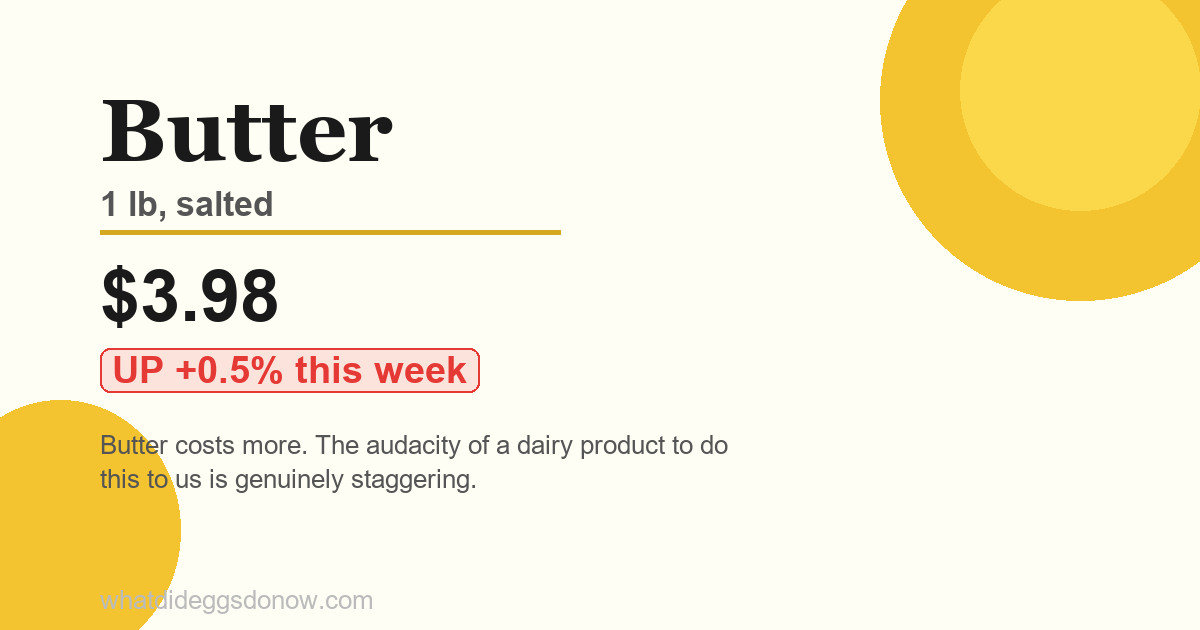 Butter
1 lb, salted
$3.98
UP +0.5% this week
Butter costs more. The audacity of a dairy product to do
this to us is genuinely staggering.
whatdideggsdonow.com